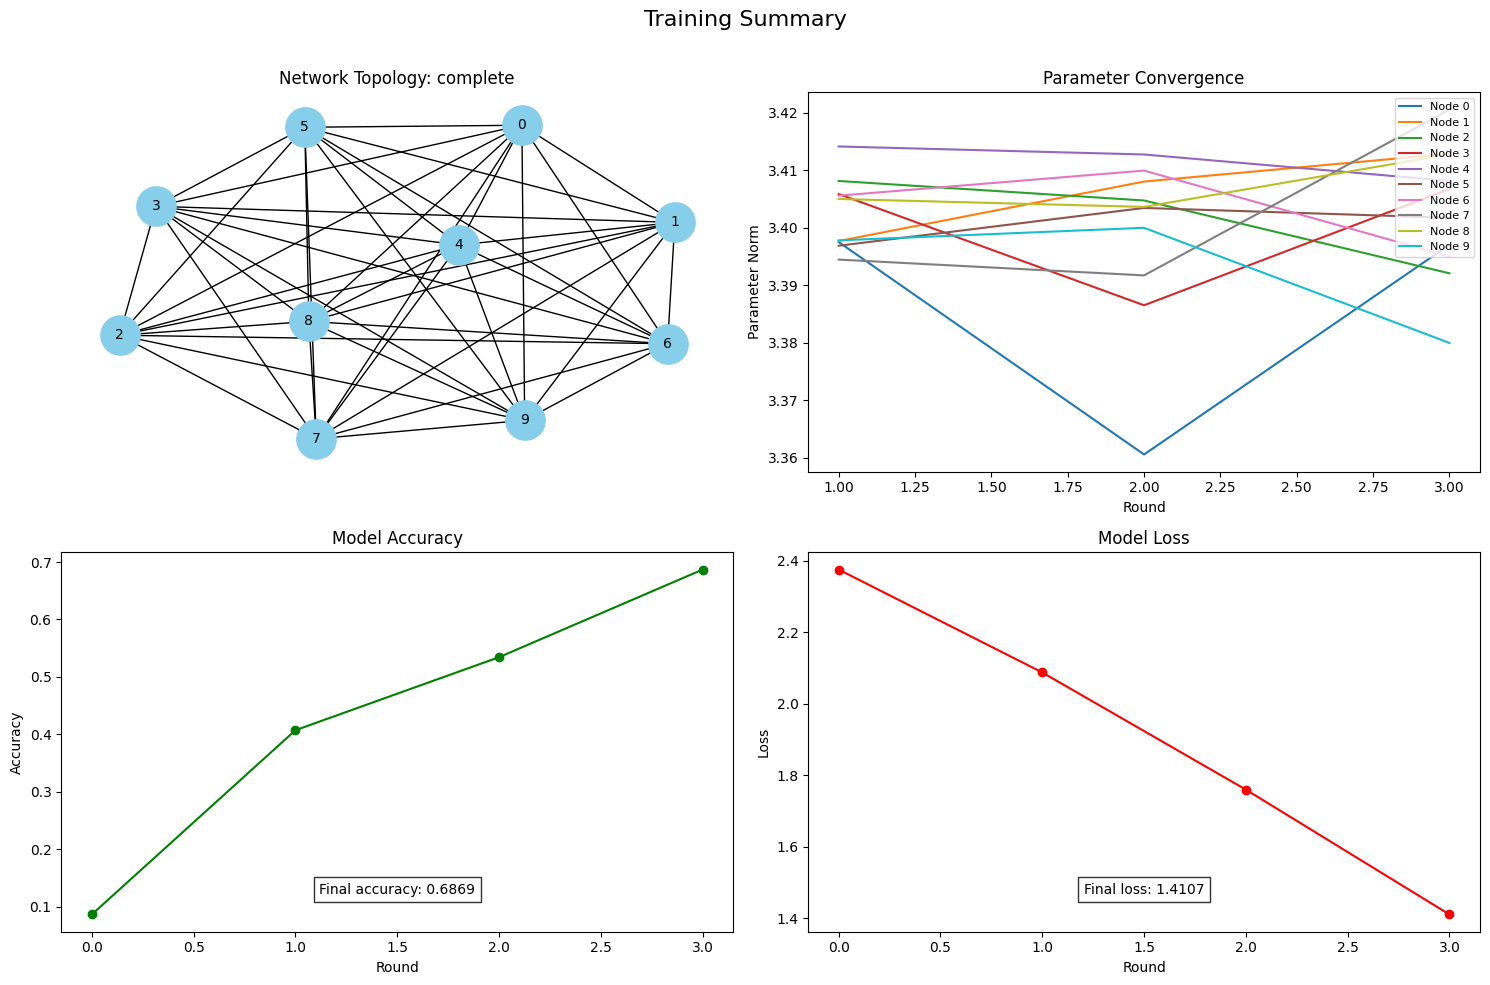 Training Summary
Network Topology: complete
5
0
3
1
4
8
2
6
9
7
Parameter Convergence
Parameter Norm
3.42
3.41
3.40
3.39
3.38
3.37
3.36
1.00 1.25 1.50 1.75 2.00 2.25 2.50 2.75 3.00
Round
Node 0
Node 1
Node 2
Node 3
Node 4
Node 5
Node 6
Node 7
Node 8
Node 9
Model Accuracy
Accuracy
0.7
0.6
0.5
0.4
0.3
0.2
0.1
Final accuracy: 0.6869
0.0 0.5 1.0 1.5 2.0 2.5 3.0
Round
Model Loss
Loss
2.4
2.2
2.0
1.8
1.6
1.4
Final loss: 1.4107
0.0 0.5 1.0 1.5 2.0 2.5 3.0
Round